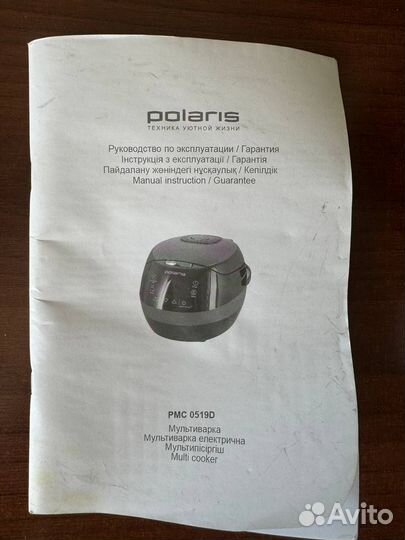 polaris
ТЕХНИКА УЮТНОЙ ЖИЗНИ
Руководство по эксплуатации / Гарантия
Інструкція з експлуатації / Гарантія
Пайдалану жөніндегі нұсқаулық / Кепілдік
Manual instruction / Guarantee
polaris
PMC 0519D
Мультиварка
Мультиварка електрична
Мультипісіргіш
Multi cooker
Avito